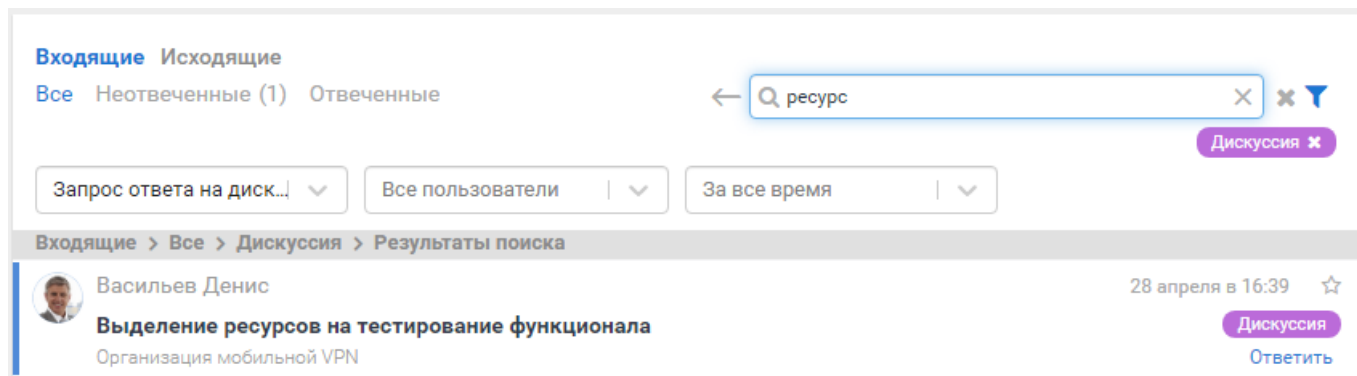 Входящие Исходящие
Все Неотвеченные (1) Отвеченные
ресурс
Дискуссия
Запрос ответа на диск...
Все пользователи
За все время
Входящие > Все > Дискуссия > Результаты поиска
Васильев Денис
28 апреля в 16:39
Выделение ресурсов на тестирование функционала
Дискуссия
Организация мобильной VPN
Ответить